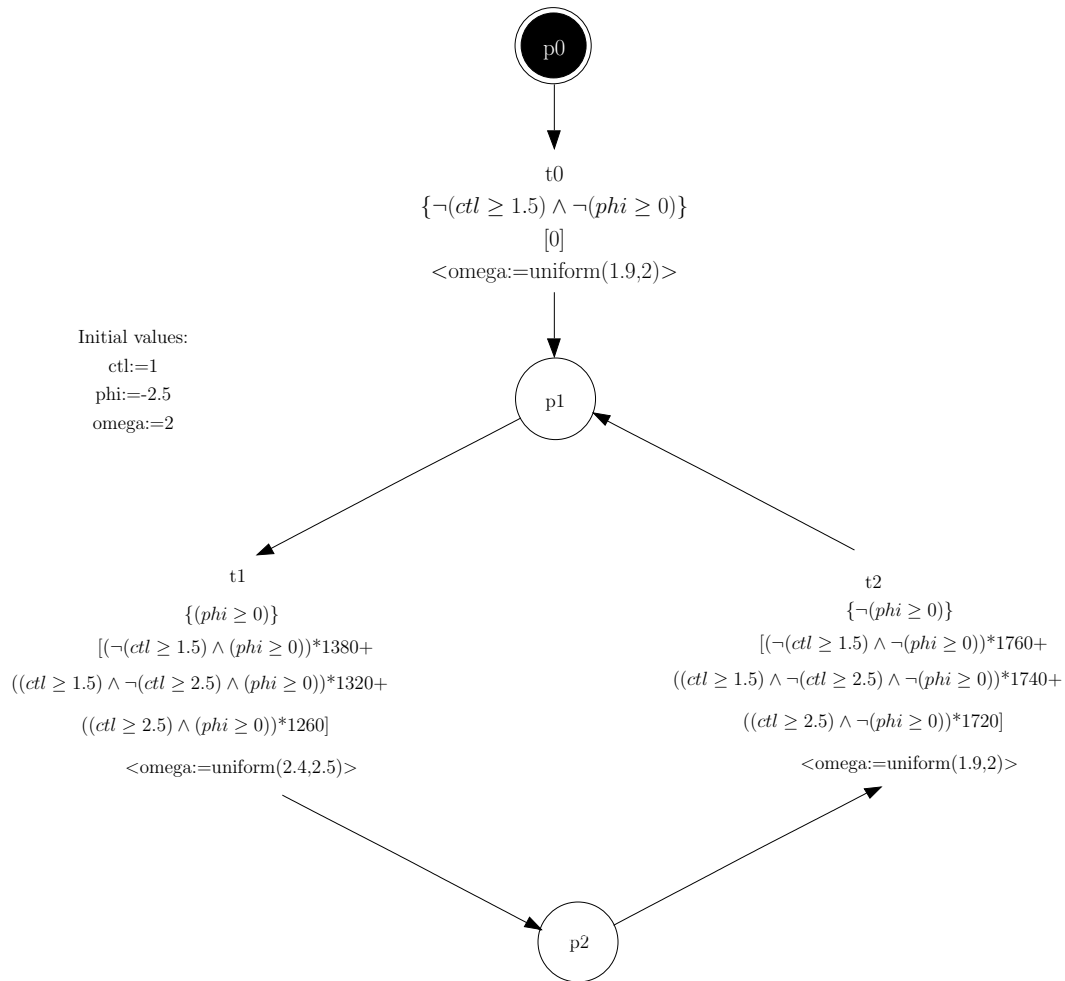 p0
t0
{¬(ctl ≥ 1.5) ∧ ¬(phi ≥ 0)}
[0]
<omega:=uniform(1.9,2)>
Initial values:
ctl:=1
phi:=-2.5
omega:=2
p1
t1
{(phi ≥ 0)}
[(¬(ctl ≥ 1.5) ∧ (phi ≥ 0))*1380+
((ctl ≥ 1.5) ∧ ¬(ctl ≥ 2.5) ∧ (phi ≥ 0))*1320+
((ctl ≥ 2.5) ∧ (phi ≥ 0))*1260]
<omega:=uniform(2.4,2.5)>
t2
{¬(phi ≥ 0)}
[(¬(ctl ≥ 1.5) ∧ ¬(phi ≥ 0))*1760+
((ctl ≥ 1.5) ∧ ¬(ctl ≥ 2.5) ∧ ¬(phi ≥ 0))*1740+
((ctl ≥ 2.5) ∧ ¬(phi ≥ 0))*1720]
<omega:=uniform(1.9,2)>
p2